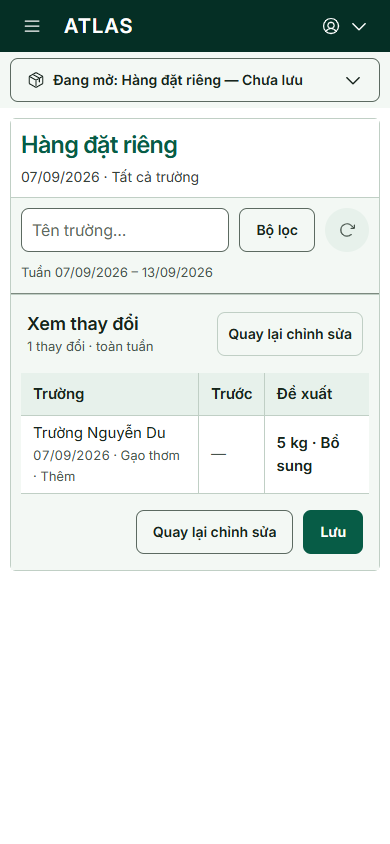 ATLAS
Đang mở: Hàng đặt riêng — Chưa lưu
Hàng đặt riêng
07/09/2026 · Tất cả trường
Tên trường...
Bộ lọc
Tuần 07/09/2026 – 13/09/2026
Xem thay đổi
1 thay đổi · toàn tuần
Quay lại chỉnh sửa
Trường
Trước
Đề xuất
Trường Nguyễn Du
07/09/2026 · Gạo thơm
· Thêm
—
5 kg · Bổ
sung
Quay lại chỉnh sửa
Lưu